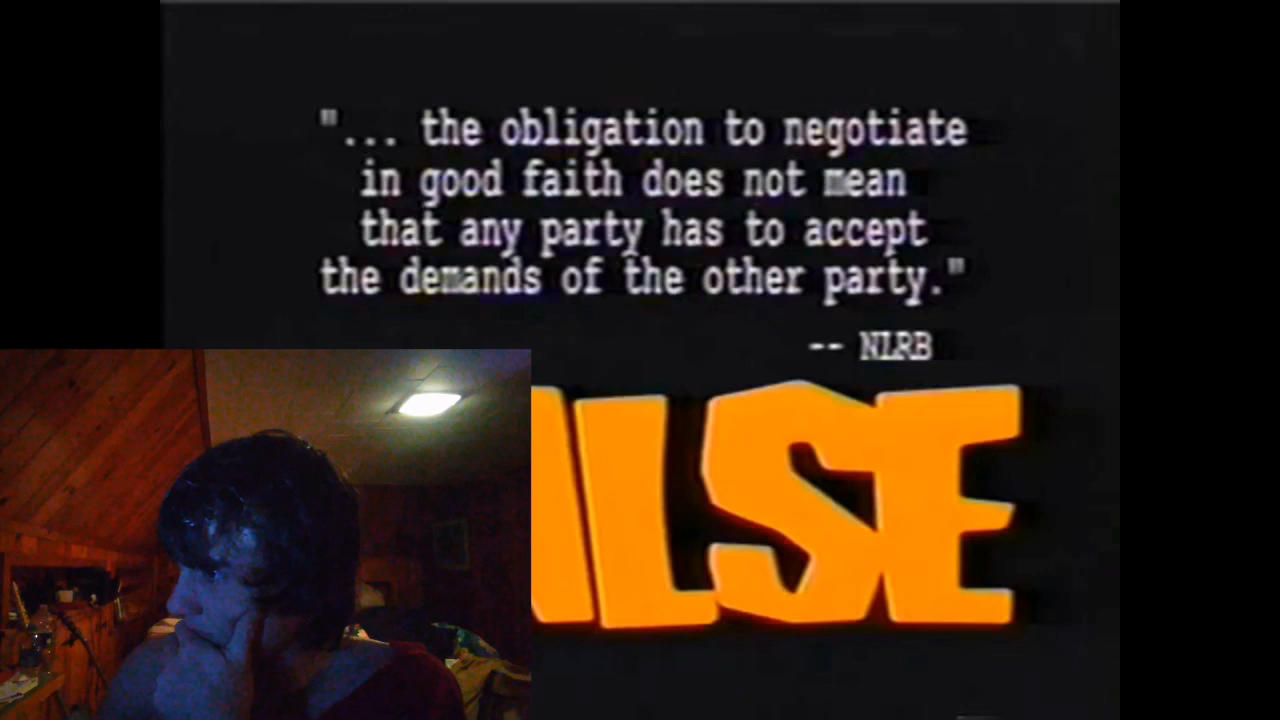 "... the obligation to negotiate
in good faith does not mean
that any party has to accept
the demands of the other party."
-- NLRB
ALSE